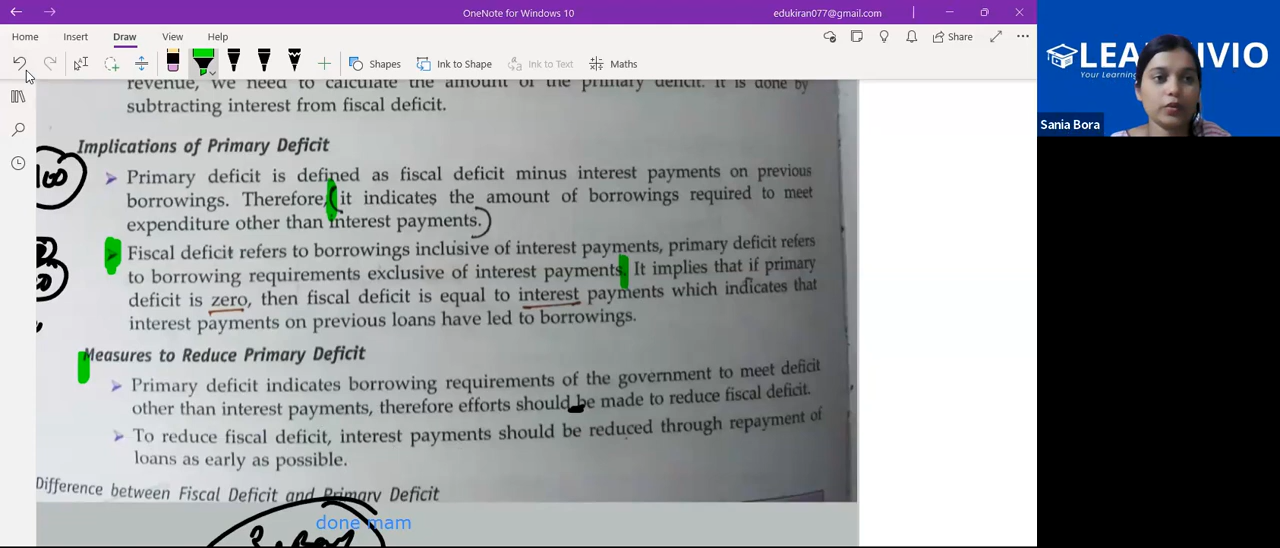 OneNote for Windows 10
edukiran077@gmail.com
Home
Insert
Draw
View
Help
Share
Shapes
Ink to Shape
Ink to Text
Maths
LEA
IVIO
Your Learning
Sania Bora
revenue, we need to calculate the amount of the primary deficit. It is done by
subtracting interest from fiscal deficit.
Implications of Primary Deficit
100
Primary deficit is defined as fiscal deficit minus interest payments on previous
borrowings. Therefore, (it indicates the amount of borrowings required to meet
expenditure other than interest payments.)
Fiscal deficit refers to borrowings inclusive of interest payments, primary deficit refers
to borrowing requirements exclusive of interest payments. It implies that if primary
deficit is zero, then fiscal deficit is equal to interest payments which indicates that
interest payments on previous loans have led to borrowings.
Measures to Reduce Primary Deficit
Primary deficit indicates borrowing requirements of the government to meet deficit
other than interest payments, therefore efforts should be made to reduce fiscal deficit.
To reduce fiscal deficit, interest payments should be reduced through repayment of
loans as early as possible.
Difference between Fiscal Deficit and Primary Deficit
done mam